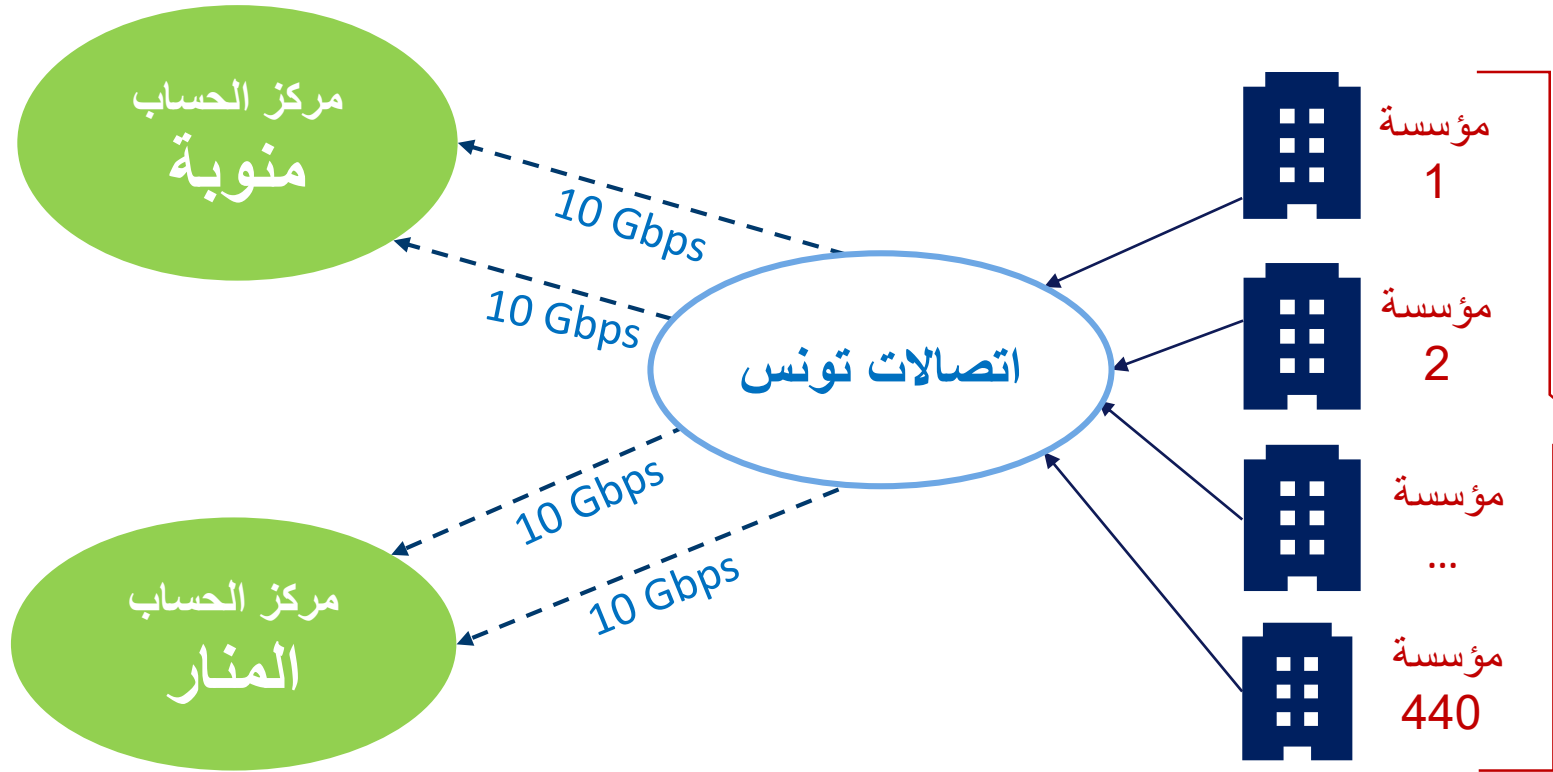 مركز الحساب
منوبة
10 Gbps
10 Gbps
اتصالات تونس
10 Gbps
10 Gbps
مركز الحساب
المنار
مؤسسة
1
مؤسسة
2
مؤسسة
...
مؤسسة
440